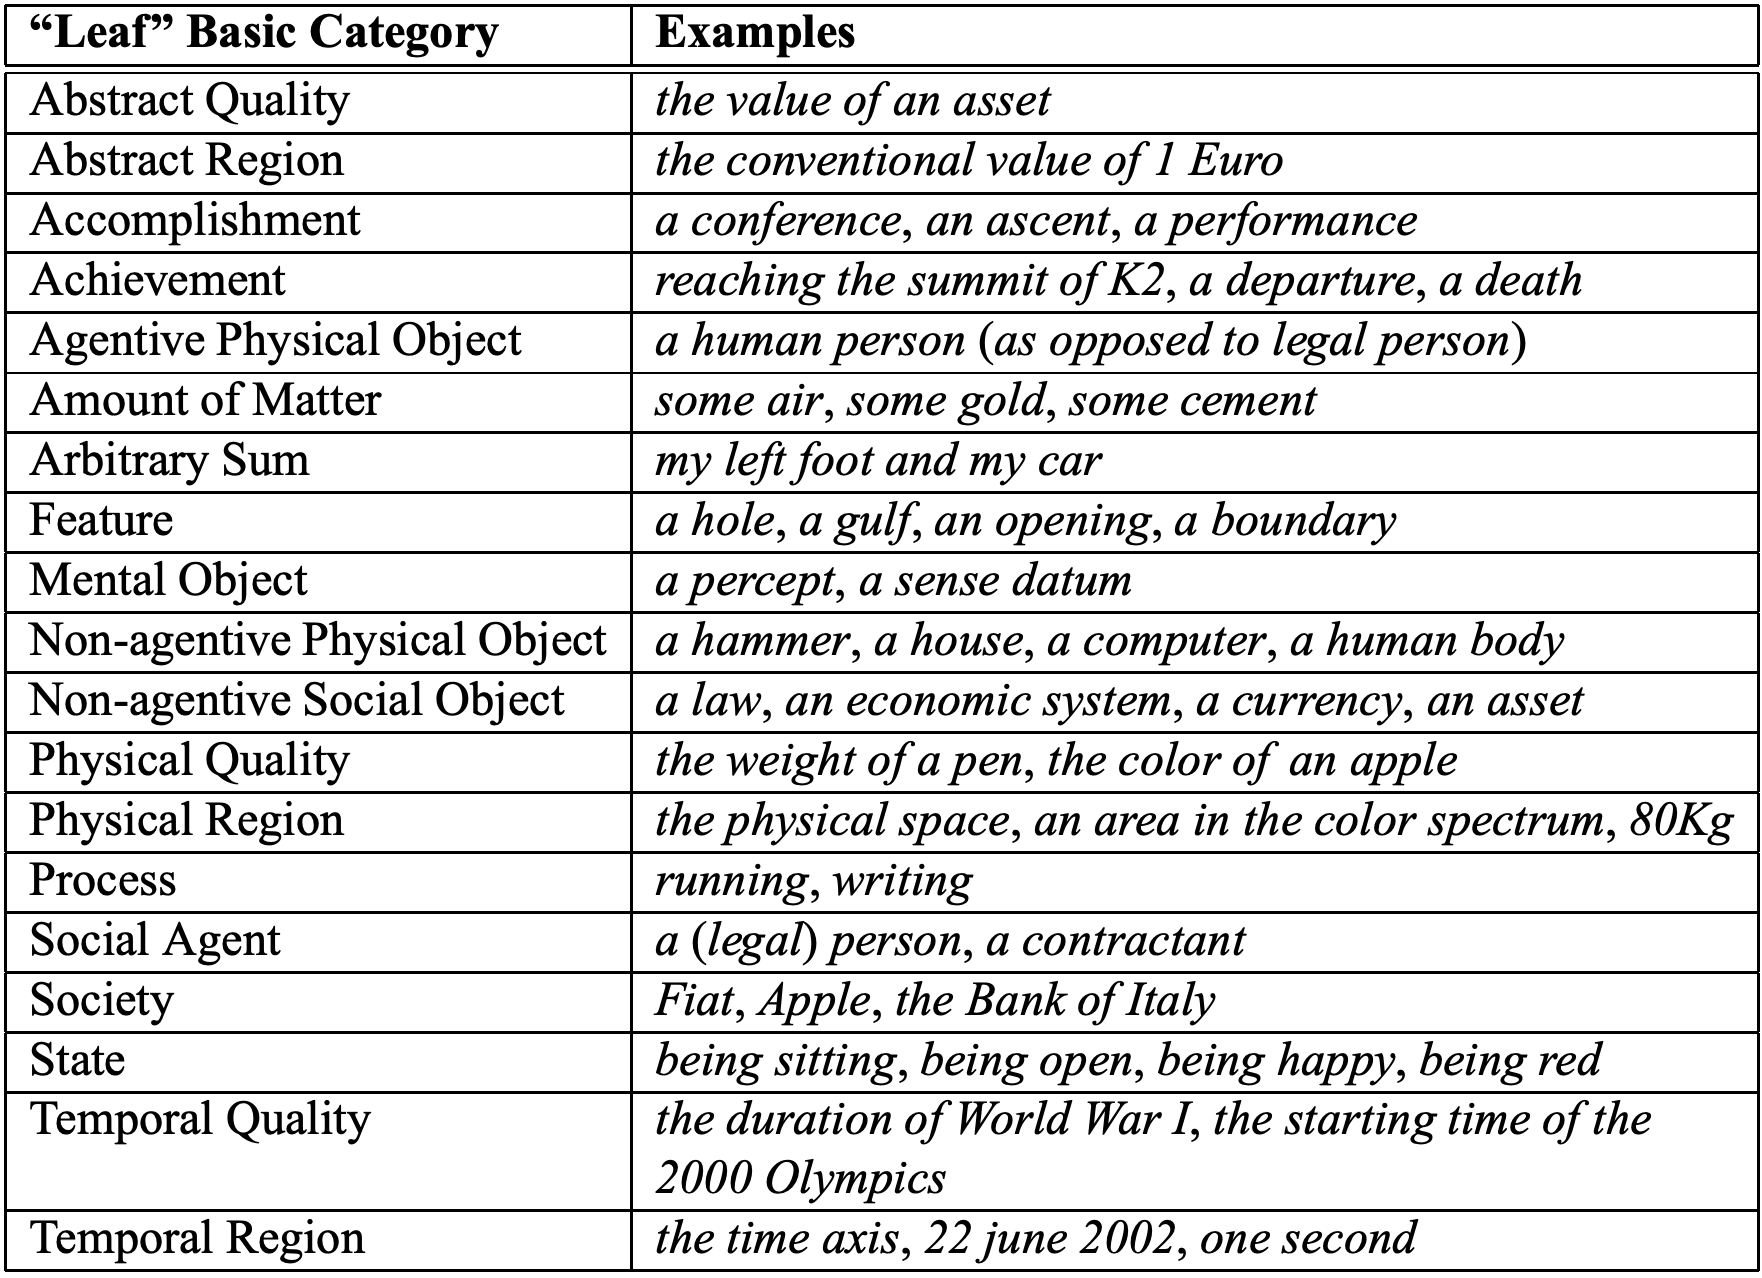 “Leaf” Basic Category Examples
Abstract Quality the value of an asset
Abstract Region the conventional value of 1 Euro
Accomplishment a conference, an ascent, a performance
Achievement reaching the summit of K2, a departure, a death
Agentive Physical Object a human person (as opposed to legal person)
Amount of Matter some air, some gold, some cement
Arbitrary Sum my left foot and my car
Feature a hole, a gulf, an opening, a boundary
Mental Object a percept, a sense datum
Non-agentive Physical Object a hammer, a house, a computer, a human body
Non-agentive Social Object a law, an economic system, a currency, an asset
Physical Quality the weight of a pen, the color of an apple
Physical Region the physical space, an area in the color spectrum, 80Kg
Process running, writing
Social Agent a (legal) person, a contractant
Society Fiat, Apple, the Bank of Italy
State being sitting, being open, being happy, being red
Temporal Quality the duration of World War I, the starting time of the
2000 Olympics
Temporal Region the time axis, 22 june 2002, one second